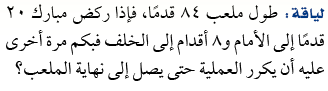 لياقة: طول ملعب ٨٤ قدمًا، فإذا ركض مبارك ٢٠
قدمًا إلى الأمام و٨ أقدام إلى الخلف فبكم مرة أخرى
عليه أن يكرر العملية حتى يصل إلى نهاية الملعب؟